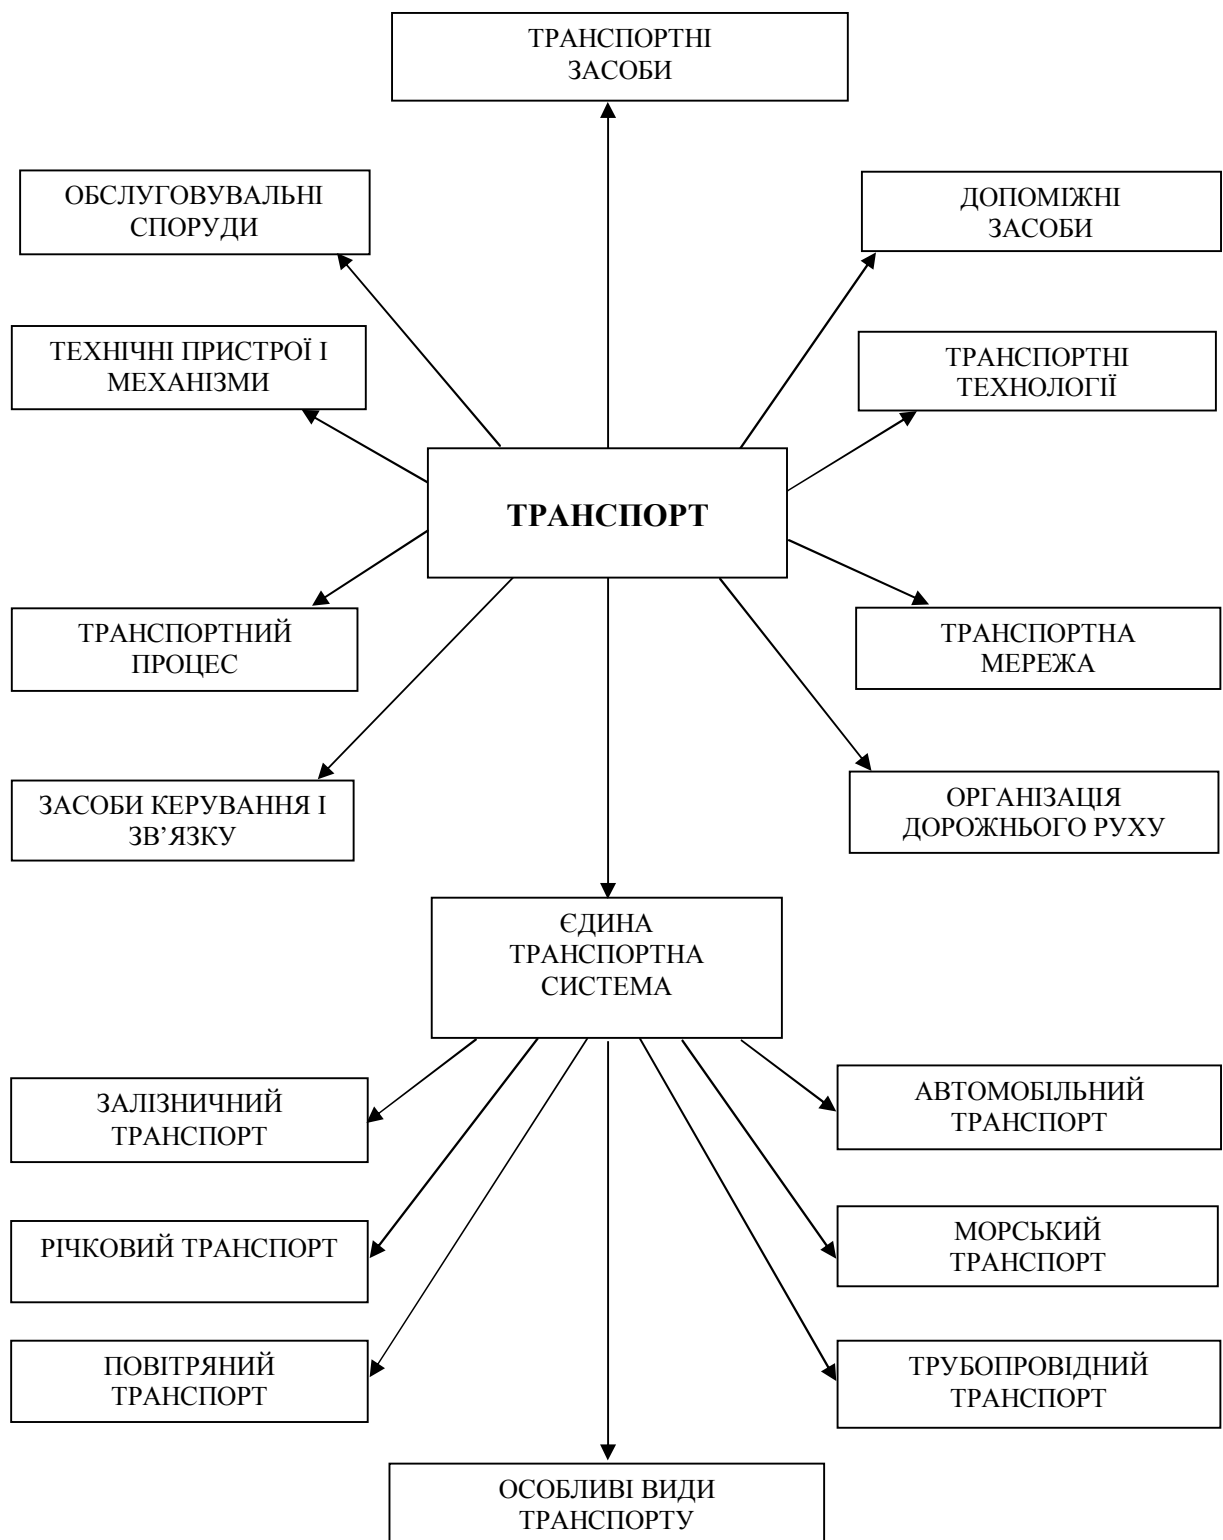 ТРАНСПОРТНІ
ЗАСОБИ
ОБСЛУГОВУВАЛЬНІ
СПОРУДИ
ДОПОМІЖНІ
ЗАСОБИ
ТЕХНІЧНІ ПРИСТРОЇ І
МЕХАНІЗМИ
ТРАНСПОРТНІ
ТЕХНОЛОГІЇ
ТРАНСПОРТ
ТРАНСПОРТНИЙ
ПРОЦЕС
ТРАНСПОРТНА
МЕРЕЖА
ЗАСОБИ КЕРУВАННЯ І
ЗВ’ЯЗКУ
ОРГАНІЗАЦІЯ
ДОРОЖНЬОГО РУХУ
ЄДИНА
ТРАНСПОРТНА
СИСТЕМА
ЗАЛІЗНИЧНИЙ
ТРАНСПОРТ
АВТОМОБІЛЬНИЙ
ТРАНСПОРТ
РІЧКОВИЙ ТРАНСПОРТ
МОРСЬКИЙ
ТРАНСПОРТ
ПОВІТРЯНИЙ
ТРАНСПОРТ
ТРУБОПРОВІДНИЙ
ТРАНСПОРТ
ОСОБЛИВІ ВИДИ
ТРАНСПОРТУ